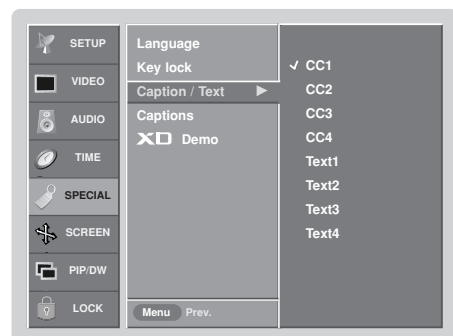 SETUP
VIDEO
AUDIO
TIME
SPECIAL
SCREEN
PIP/DW
LOCK
Language
Key lock
Caption / Text
Captions
XD Demo
Menu Prev.
CC1
CC2
CC3
CC4
Text1
Text2
Text3
Text4